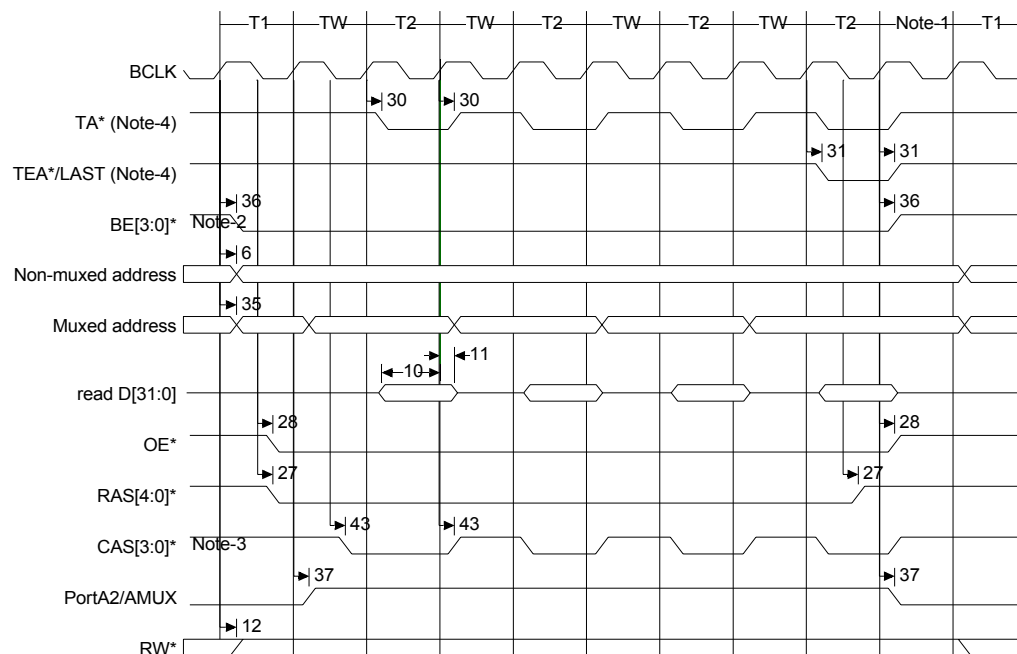 T1 TW T2 TW T2 TW T2 TW T2 Note-1 T1
BCLK
30 30
TA* (Note-4)
31 31
TEA*/LAST (Note-4)
36 36
BE[3:0]* Note-2
6
Non-muxed address
35
Muxed address
11
10
read D[31:0]
28 28
OE*
27 27
RAS[4:0]*
43 43
CAS[3:0]* Note-3
37 37
PortA2/AMUX
12
RW*